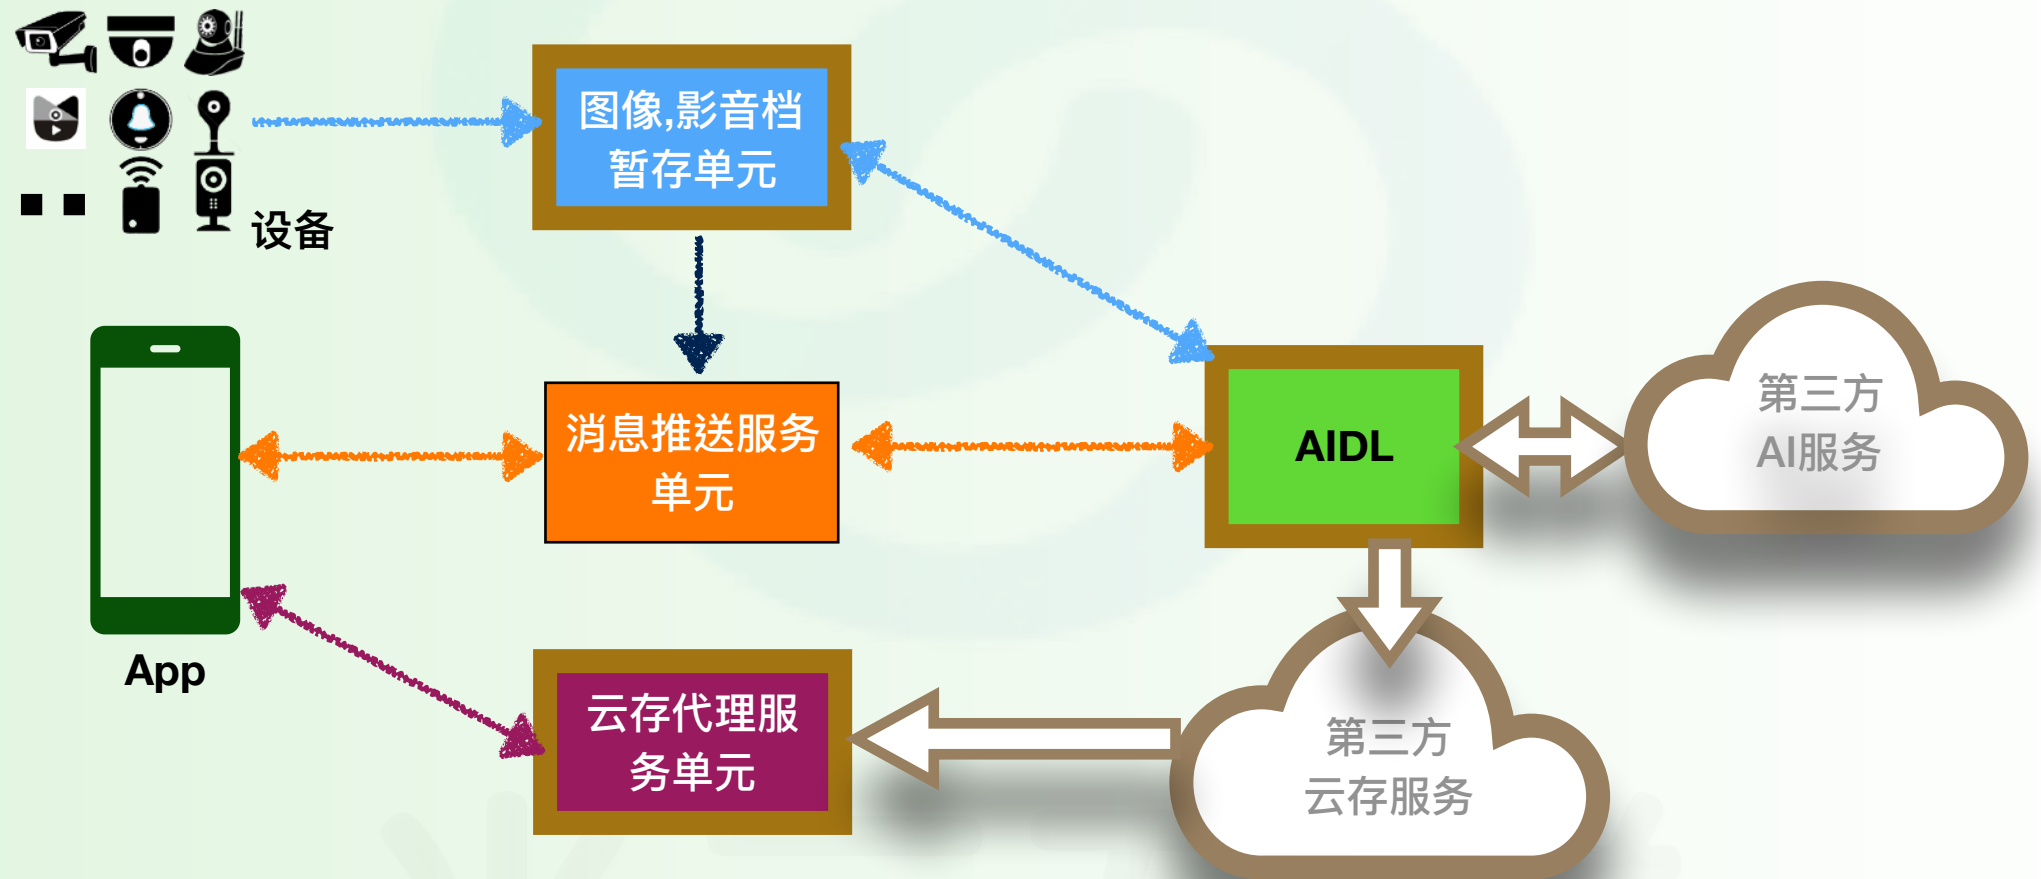 图像,影音档
暂存单元
设备
消息推送服务
单元
AIDL
第三方
AI服务
App
云存代理服
务单元
第三方
云存服务